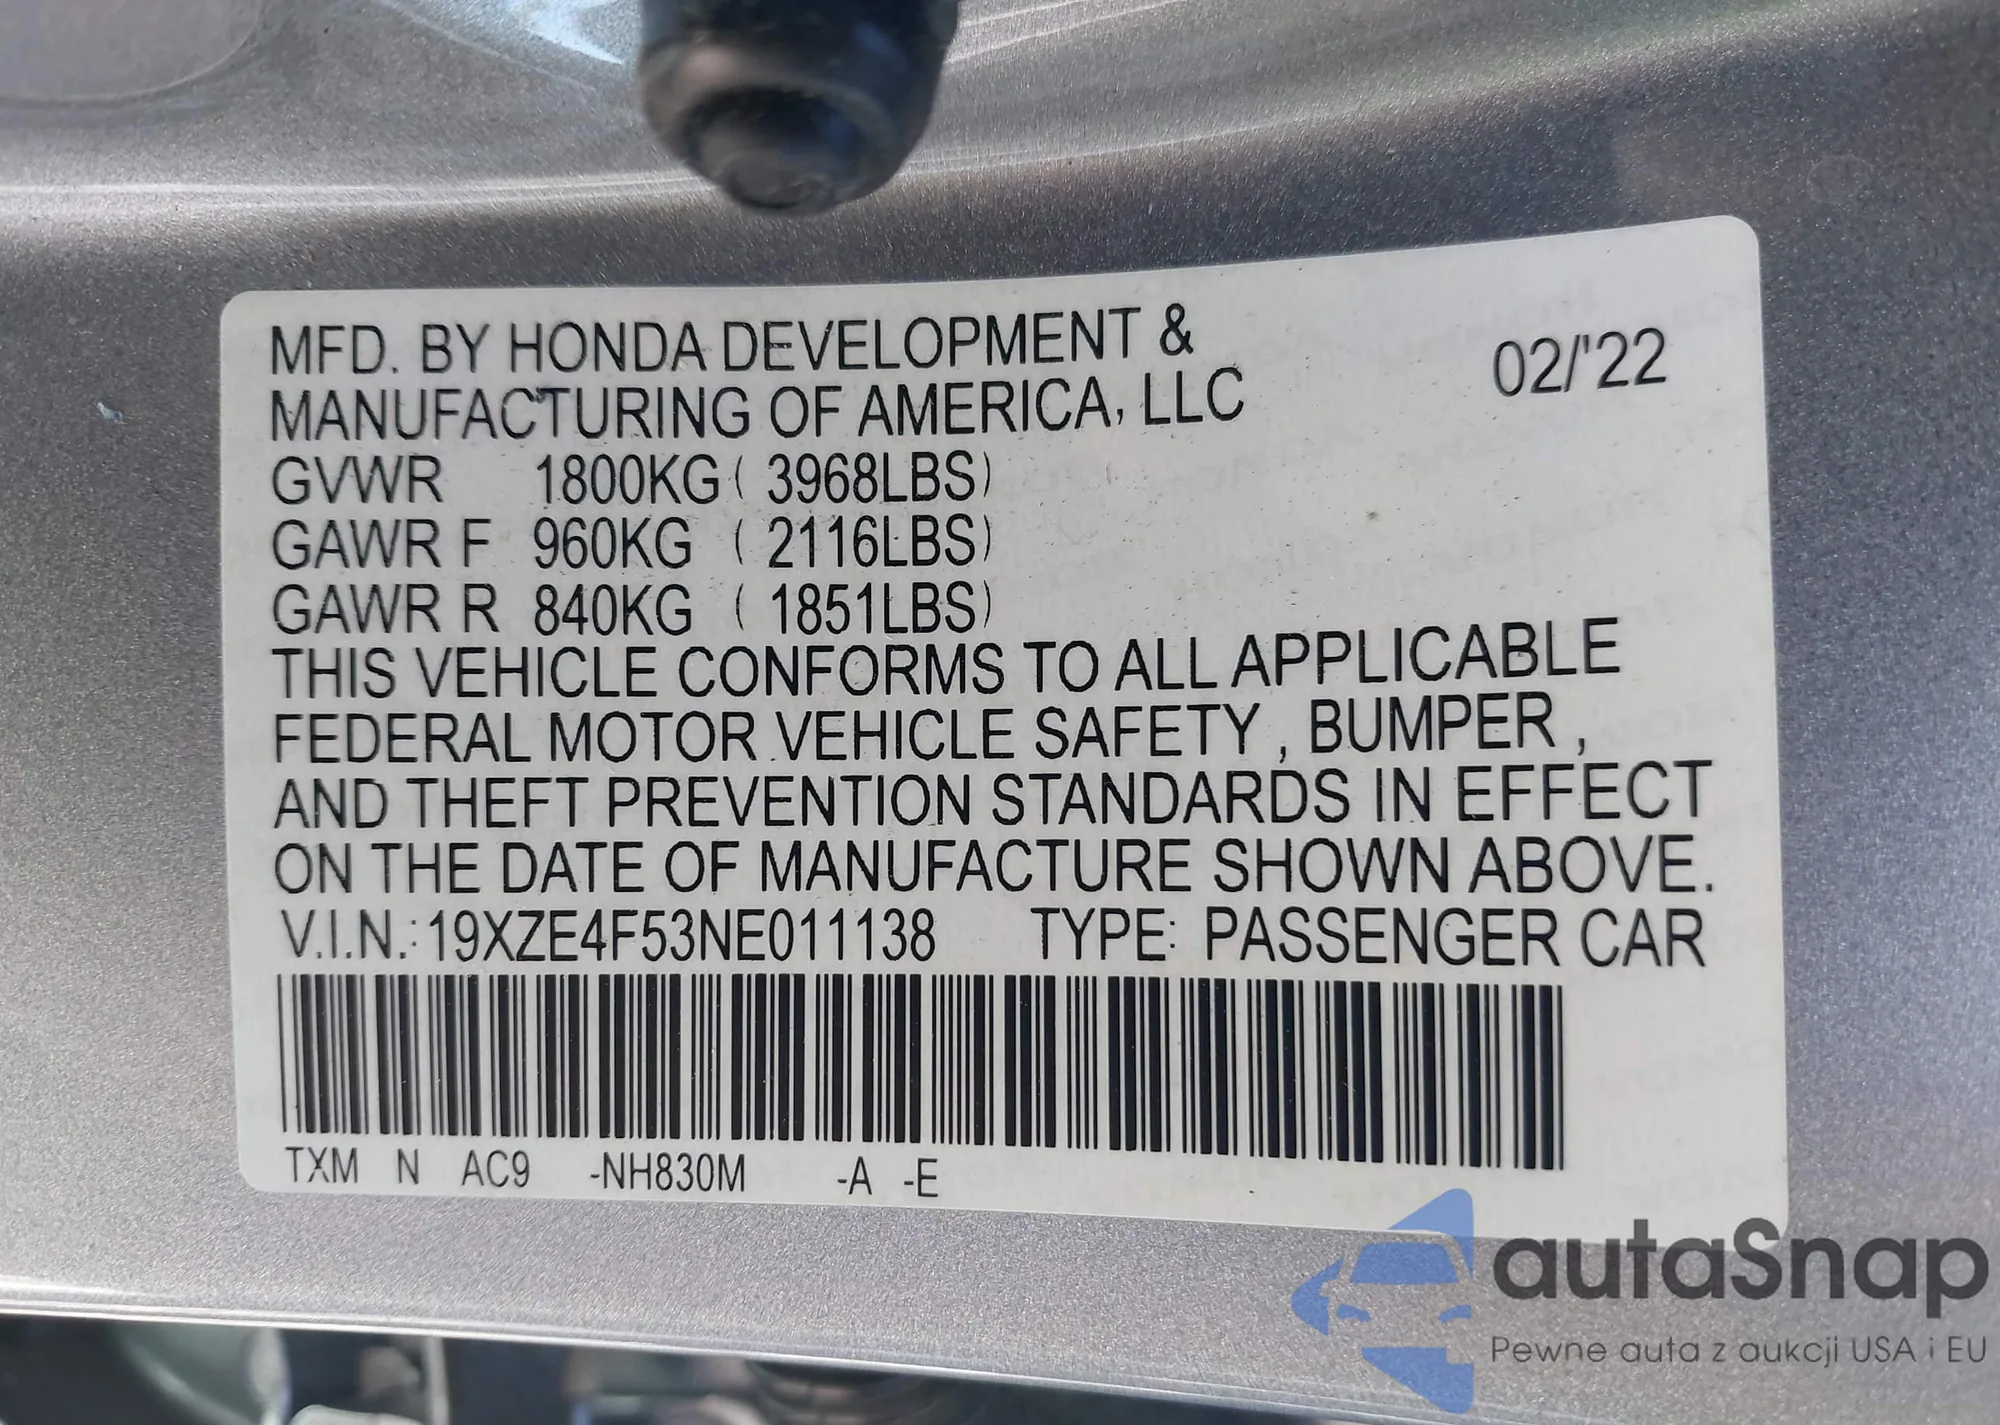 MFD. BY HONDA DEVELOPMENT & 02/'22
MANUFACTURING OF AMERICA, LLC
GVWR 1800KG ( 3968LBS)
GAWR F 960KG ( 2116LBS)
GAWR R 840KG ( 1851LBS)
THIS VEHICLE CONFORMS TO ALL APPLICABLE
FEDERAL MOTOR VEHICLE SAFETY , BUMPER ,
AND THEFT PREVENTION STANDARDS IN EFFECT
ON THE DATE OF MANUFACTURE SHOWN ABOVE.
V.I.N.: 19XZE4F53NE011138 TYPE: PASSENGER CAR
TXM N AC9 -NH830M -A -E
autaSnap
Pewne auta z aukcji USA i EU